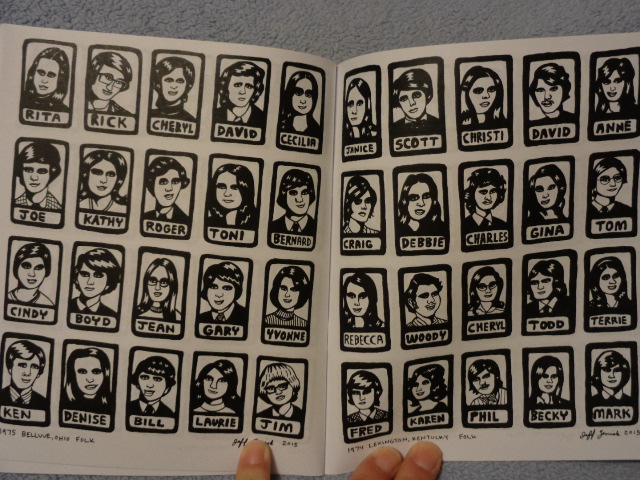 RITA RICK CHERYL DAVID CECILIA
JOE KATHY ROGER TONI BERNARD
CINDY BOYD JEAN GARY YVONNE
KEN DENISE BILL LAURIE JIM
1975 BELLVUE, OHIO FOLK 2015
JANICE SCOTT CHRISTI DAVID ANNE
CRAIG DEBBIE CHARLES GINA TOM
REBECCA WOODY CHERYL TODD TERRIE
FRED KAREN PHIL BECKY MARK
1974 LEXINGTON, KENTUCKY FOLK 2015